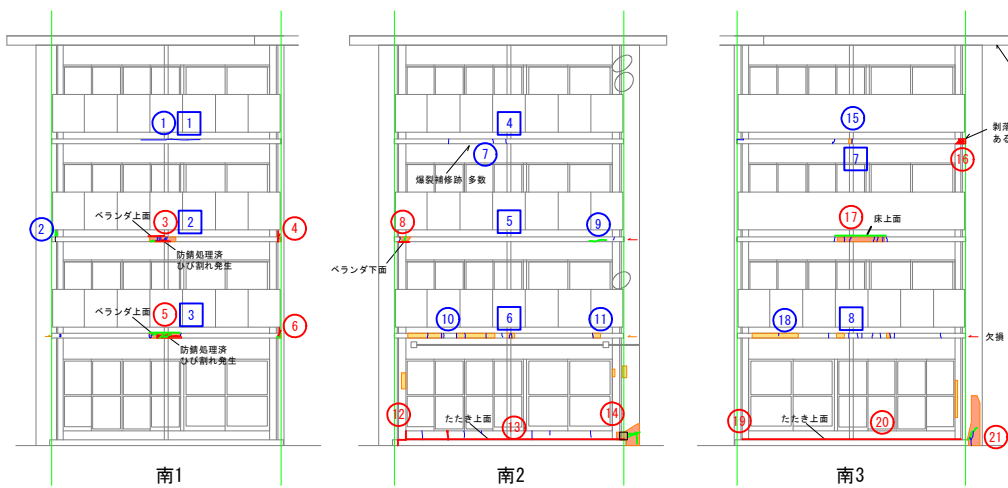 1
1
ベランダ上面
3
2
4
2
防錆処理済
ひび割れ発生
ベランダ上面
5
3
6
防錆処理済
ひび割れ発生
南1
4
7
爆裂補修跡 多数
8
5
9
ベランダ下面
10
6
11
12
たたき上面
13
14
南2
15
7
剥落
ある
16
17
床上面
18
8
欠損
19
たたき上面
20
21
南3